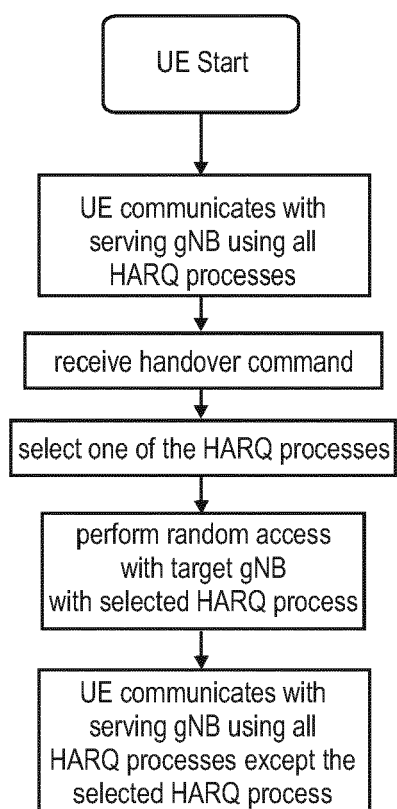 UE Start
UE communicates with
serving gNB using all
HARQ processes
receive handover command
select one of the HARQ processes
perform random access
with target gNB
with selected HARQ process
UE communicates with
serving gNB using all
HARQ processes except the
selected HARQ process